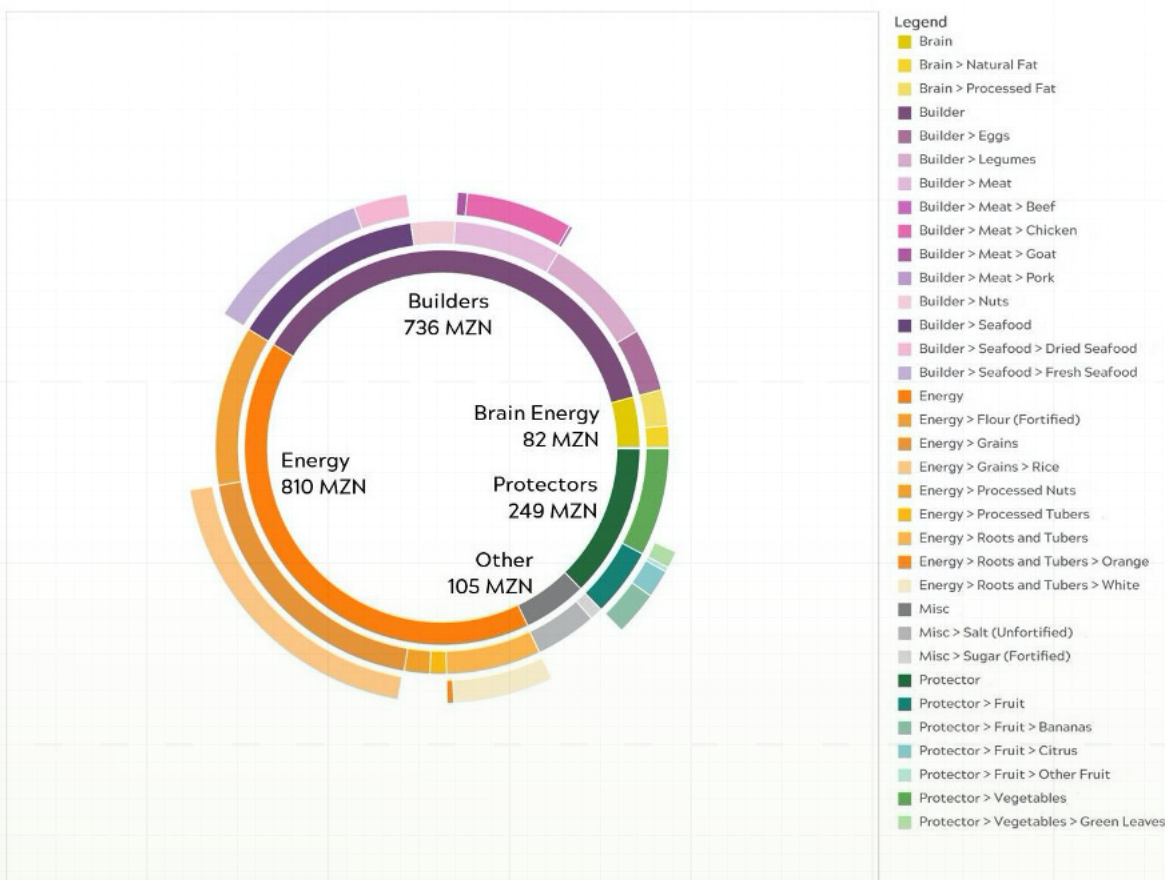 Builders
736 MZN
Brain Energy
82 MZN
Energy
810 MZN
Protectors
249 MZN
Other
105 MZN
Legend
Brain
Brain > Natural Fat
Brain > Processed Fat
Builder
Builder > Eggs
Builder > Legumes
Builder > Meat
Builder > Meat > Beef
Builder > Meat > Chicken
Builder > Meat > Goat
Builder > Meat > Pork
Builder > Nuts
Builder > Seafood
Builder > Seafood > Dried Seafood
Builder > Seafood > Fresh Seafood
Energy
Energy > Flour (Fortified)
Energy > Grains
Energy > Grains > Rice
Energy > Processed Nuts
Energy > Processed Tubers
Energy > Roots and Tubers
Energy > Roots and Tubers > Orange
Energy > Roots and Tubers > White
Misc
Misc > Salt (Unfortified)
Misc > Sugar (Fortified)
Protector
Protector > Fruit
Protector > Fruit > Bananas
Protector > Fruit > Citrus
Protector > Fruit > Other Fruit
Protector > Vegetables
Protector > Vegetables > Green Leaves